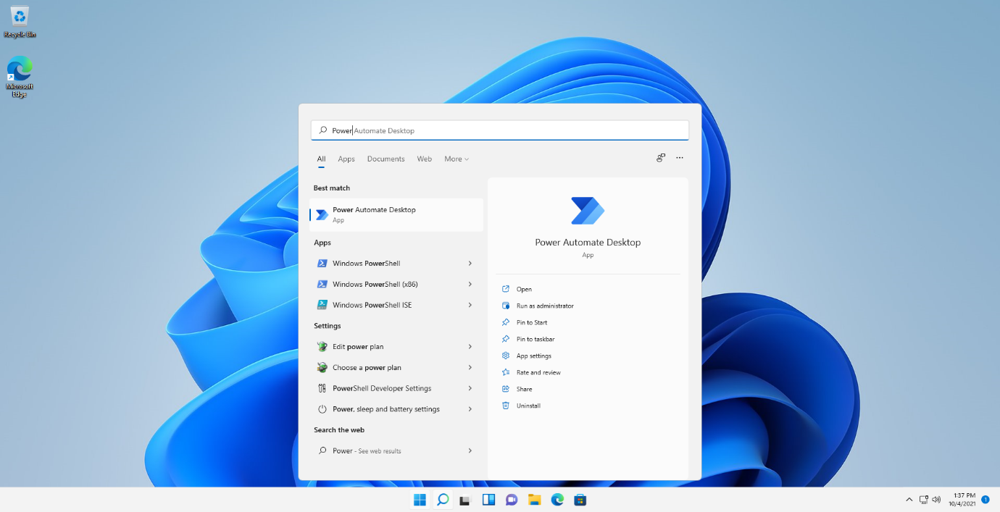 Recycle Bin
Microsoft
Edge
Power Automate Desktop
All Apps Documents Web More
Best match
Power Automate Desktop
App
Apps
Windows PowerShell
Windows PowerShell (x86)
Windows PowerShell ISE
Settings
Edit power plan
Choose a power plan
PowerShell Developer Settings
Power, sleep and battery settings
Search the web
Power - See web results
Power Automate Desktop
App
Open
Run as administrator
Pin to Start
Pin to taskbar
App settings
Rate and review
Share
Uninstall
1:37 PM
10/4/2021
1